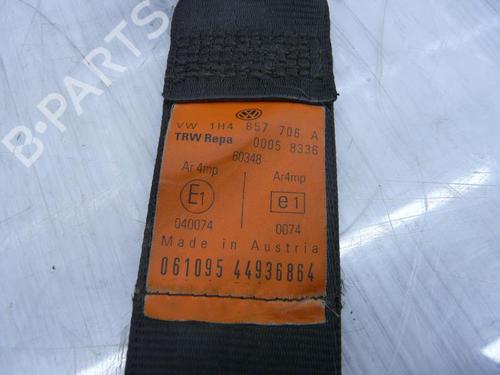 B-PARTS
VW 1H4 857 706 A
TRW Repa 0005 8336
60348
Ar 4mp Ar4mp
E1 e1
040074 0074
Made in Austria
061095 44936864